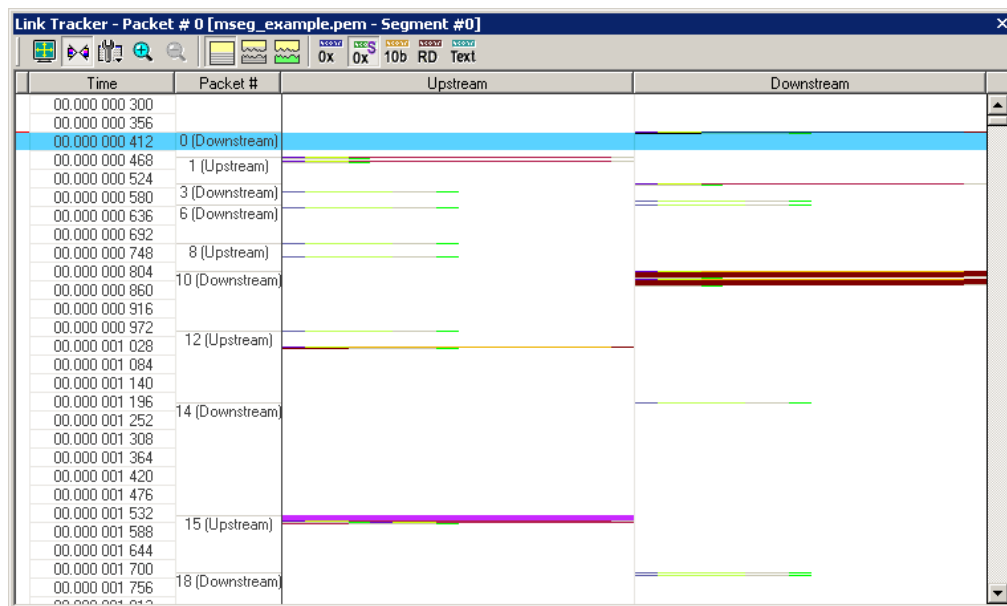 Link Tracker - Packet # 0 [mseg_example.pem - Segment #0]
0x 0x S 10b RD Text
Time Packet # Upstream Downstream
00.000 000 300
00.000 000 356
00.000 000 412 0 (Downstream)
00.000 000 468
1 (Upstream)
00.000 000 524
00.000 000 580 3 (Downstream)
00.000 000 636 6 (Downstream)
00.000 000 692
00.000 000 748 8 (Upstream)
00.000 000 804
10 (Downstream)
00.000 000 860
00.000 000 916
00.000 000 972
12 (Upstream)
00.000 001 028
00.000 001 084
00.000 001 140
00.000 001 196
14 (Downstream)
00.000 001 252
00.000 001 308
00.000 001 364
00.000 001 420
00.000 001 476
00.000 001 532
15 (Upstream)
00.000 001 588
00.000 001 644
00.000 001 700
18 (Downstream)
00.000 001 756